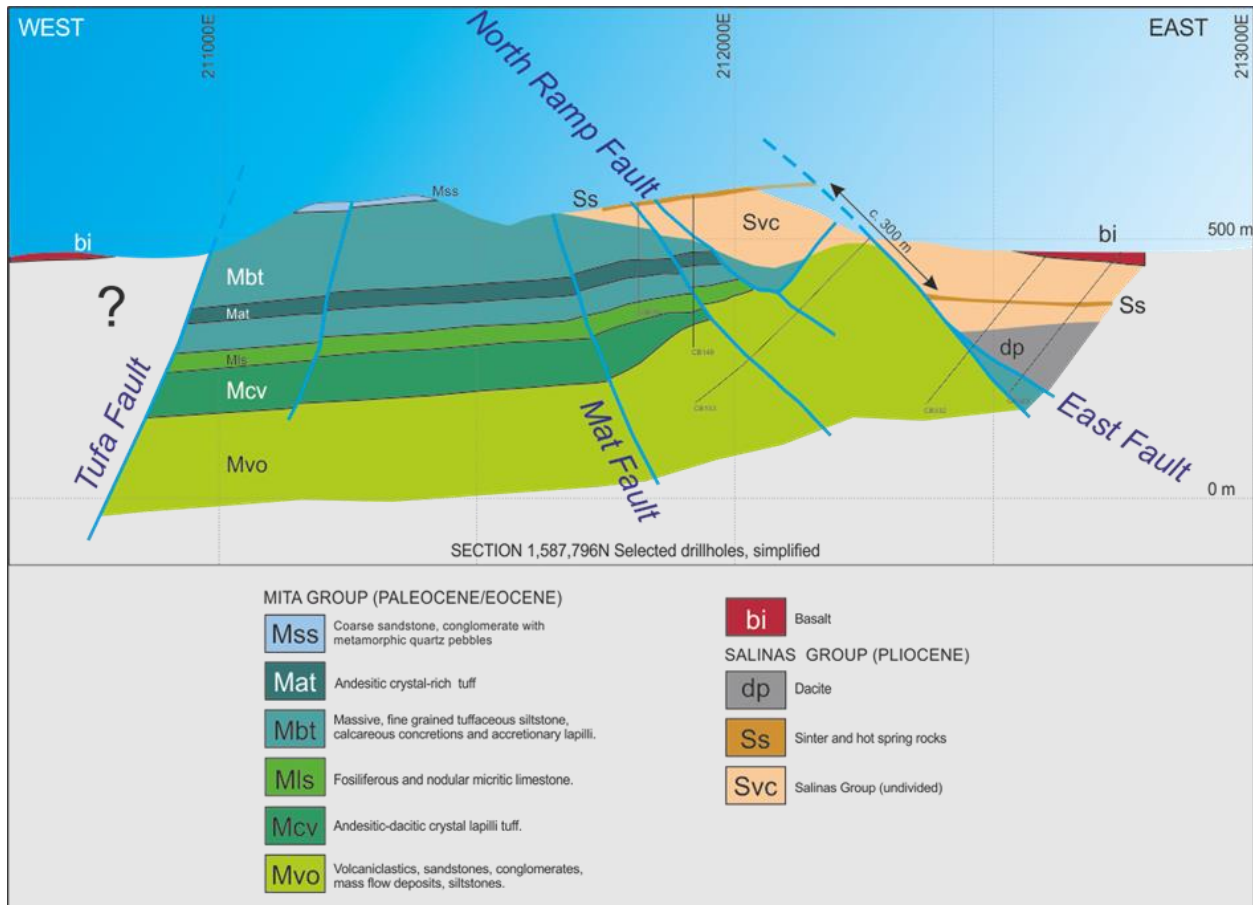 WEST
EAST
211000E
212000E
213000E
North Ramp Fault
Mss
Ss
Svc
c. 300 m
bi
bi
500 m
?
Mbt
Mat
Mls
Mcv
Mvo
Ss
dp
Tufa Fault
Mat Fault
East Fault
CB149
0 m
SECTION 1,587,796N Selected drillholes, simplified
MITA GROUP (PALEOCENE/EOCENE)
Mss
Coarse sandstone, conglomerate with
metamorphic quartz pebbles
Mat
Andesitic crystal-rich tuff
Mbt
Massive, fine grained tuffaceous siltstone,
calcareous concretions and accretionary lapilli.
Mls
Fosiliferous and nodular micritic limestone.
Mcv
Andesitic-dacitic crystal lapilli tuff.
Mvo
Volcaniclastics, sandstones, conglomerates,
mass flow deposits, siltstones.
bi
Basalt
SALINAS GROUP (PLIOCENE)
dp
Dacite
Ss
Sinter and hot spring rocks
Svc
Salinas Group (undivided)